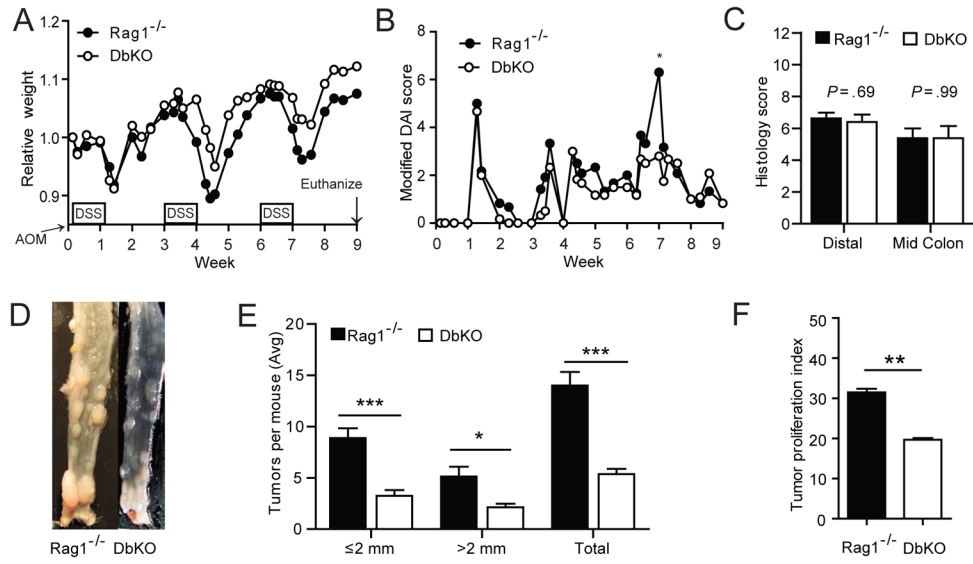 A
Relative weight
1.2
1.1
1.0
0.9
Rag1-/-
DbKO
DSS
DSS
DSS
Euthanize
AOM
0 1 2 3 4 5 6 7 8 9
Week
B
Modified DAI score
8
6
4
2
0
Rag1-/-
DbKO
*
0 1 2 3 4 5 6 7 8 9
Week
C
Histology score
12
10
8
6
4
2
0
Rag1-/- DbKO
P = .69
P = .99
Distal Mid Colon
D
Rag1-/- DbKO
E
Tumors per mouse (Avg)
20
15
10
5
0
Rag1-/- DbKO
***
*
***
≤2 mm >2 mm Total
F
Tumor proliferation index
50
40
30
20
10
0
**
Rag1-/- DbKO